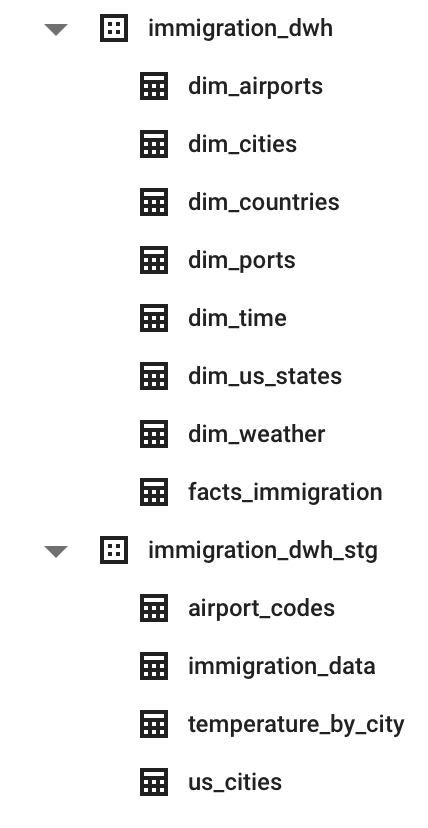 immigration_dwh
dim_airports
dim_cities
dim_countries
dim_ports
dim_time
dim_us_states
dim_weather
facts_immigration
immigration_dwh_stg
airport_codes
immigration_data
temperature_by_city
us_cities